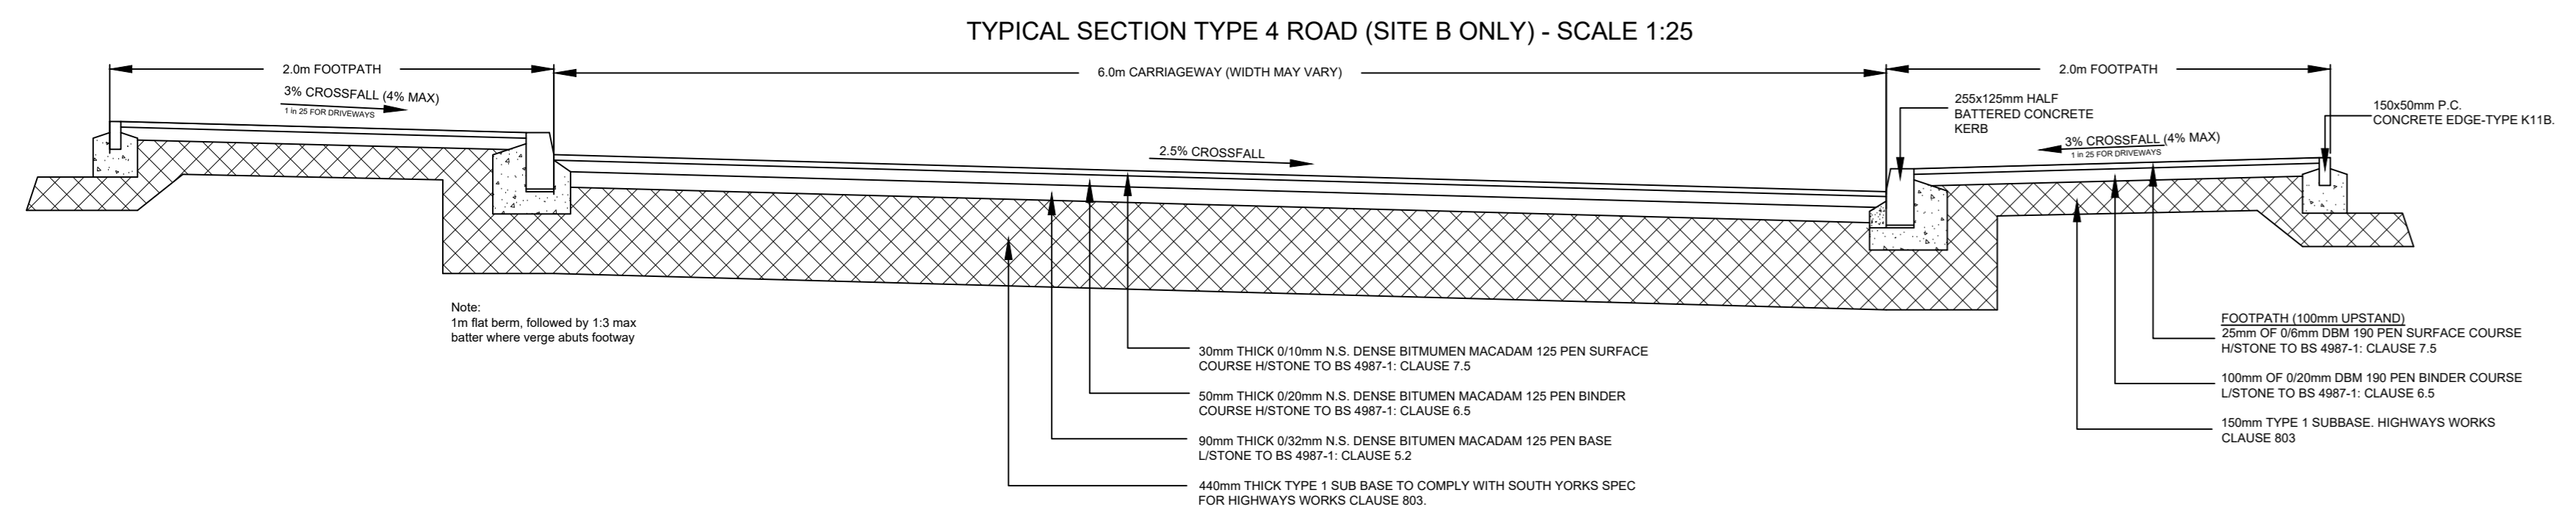 TYPICAL SECTION TYPE 4 ROAD (SITE B ONLY) - SCALE 1:25
2.0m FOOTPATH
6.0m CARRIAGEWAY (WIDTH MAY VARY)
2.0m FOOTPATH
3% CROSSFALL (4% MAX)
1 in 25 FOR DRIVEWAYS
255x125mm HALF
BATTERED CONCRETE
KERB
150x50mm P.C.
CONCRETE EDGE-TYPE K11B.
2.5% CROSSFALL
3% CROSSFALL (4% MAX)
1 in 25 FOR DRIVEWAYS
Note:
1m flat berm, followed by 1:3 max
batter where verge abuts footway
30mm THICK 0/10mm N.S. DENSE BITMUMEN MACADAM 125 PEN SURFACE
COURSE H/STONE TO BS 4987-1: CLAUSE 7.5
50mm THICK 0/20mm N.S. DENSE BITUMEN MACADAM 125 PEN BINDER
COURSE H/STONE TO BS 4987-1: CLAUSE 6.5
90mm THICK 0/32mm N.S. DENSE BITUMEN MACADAM 125 PEN BASE
L/STONE TO BS 4987-1: CLAUSE 5.2
440mm THICK TYPE 1 SUB BASE TO COMPLY WITH SOUTH YORKS SPEC
FOR HIGHWAYS WORKS CLAUSE 803.
FOOTPATH (100mm UPSTAND)
25mm OF 0/6mm DBM 190 PEN SURFACE COURSE
H/STONE TO BS 4987-1: CLAUSE 7.5
100mm OF 0/20mm DBM 190 PEN BINDER COURSE
L/STONE TO BS 4987-1: CLAUSE 6.5
150mm TYPE 1 SUBBASE. HIGHWAYS WORKS
CLAUSE 803